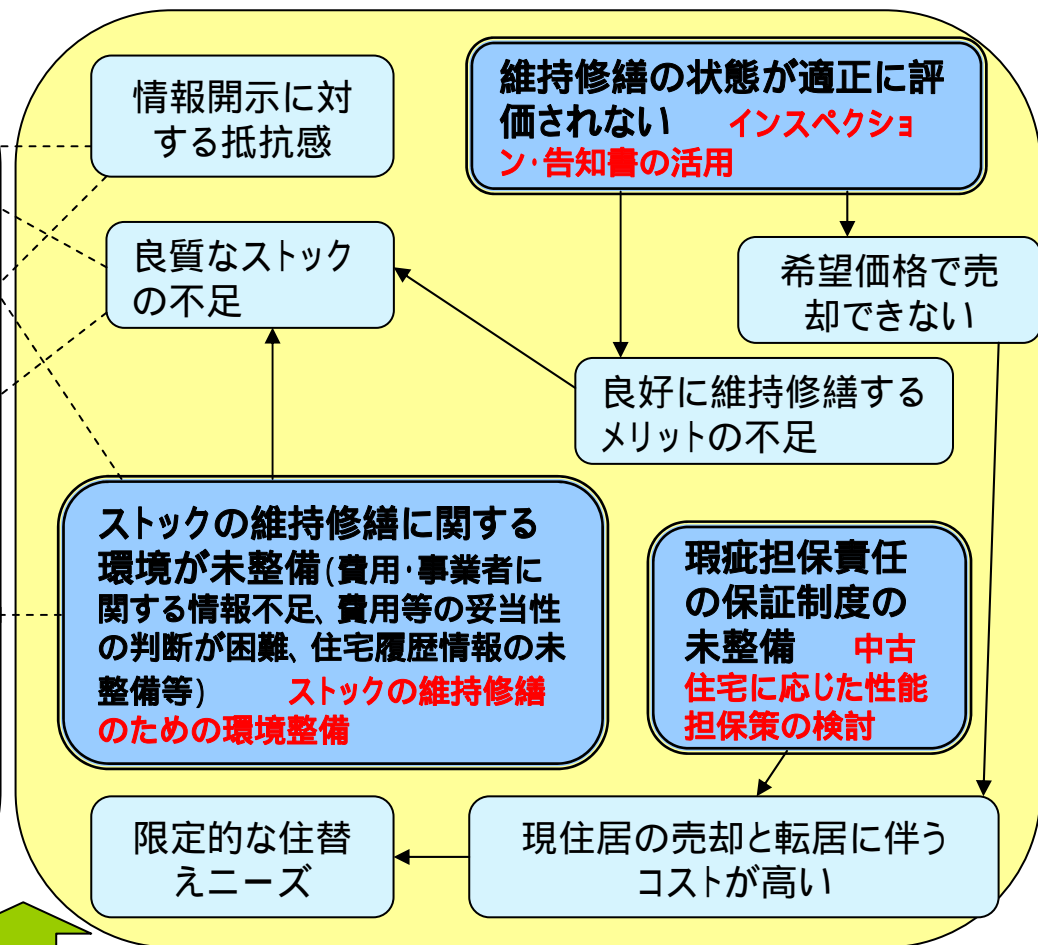 情報開示に対
する抵抗感
維持修繕の状態が適正に評
価されない　インスペクショ
ン・告知書の活用
良質なストック
の不足
希望価格で売
却できない
良好に維持修繕する
メリットの不足
ストックの維持修繕に関する
環境が未整備(費用・事業者に
関する情報不足、費用等の妥当性
の判断が困難、住宅履歴情報の未
整備等)　ストックの維持修繕
のための環境整備
瑕疵担保責任
の保証制度の
未整備　中古
住宅に応じた性能
担保策の検討
限定的な住替
えニーズ
現住居の売却と転居に伴う
コストが高い